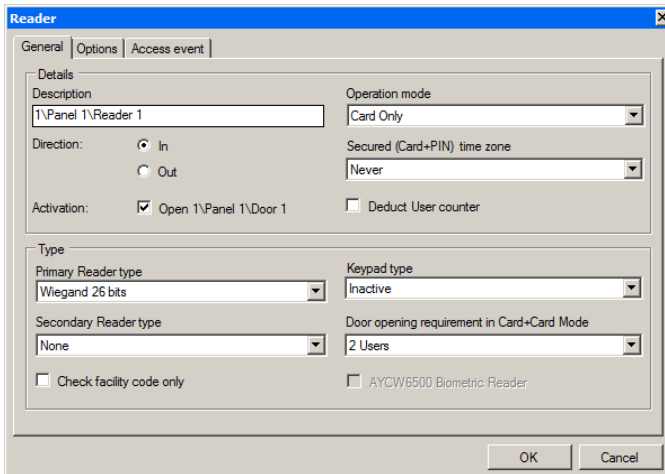 Reader
General
Options
Access event
Details
Description
1\Panel 1\Reader 1
Operation mode
Card Only
Direction:
In
Out
Secured (Card+PIN) time zone
Never
Activation:
Open 1\Panel 1\Door 1
Deduct User counter
Type
Primary Reader type
Wiegand 26 bits
Keypad type
Inactive
Secondary Reader type
None
Door opening requirement in Card+Card Mode
2 Users
Check facility code only
AYCW6500 Biometric Reader
OK
Cancel